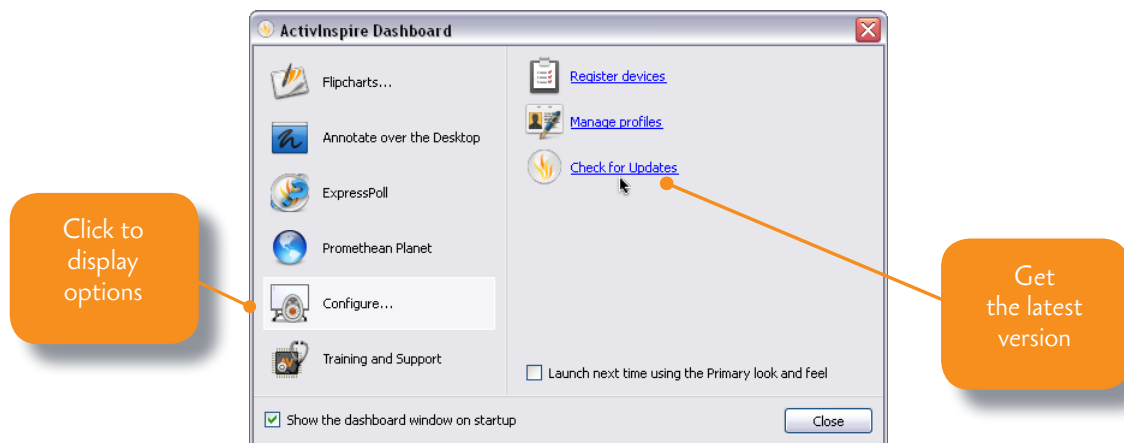 ActivInspire Dashboard
Flipcharts...
Annotate over the Desktop
ExpressPoll
Promethean Planet
Configure...
Training and Support
Register devices
Manage profiles
Check for Updates
Launch next time using the Primary look and feel
Show the dashboard window on startup
Close
Click to
display
options
Get
the latest
version